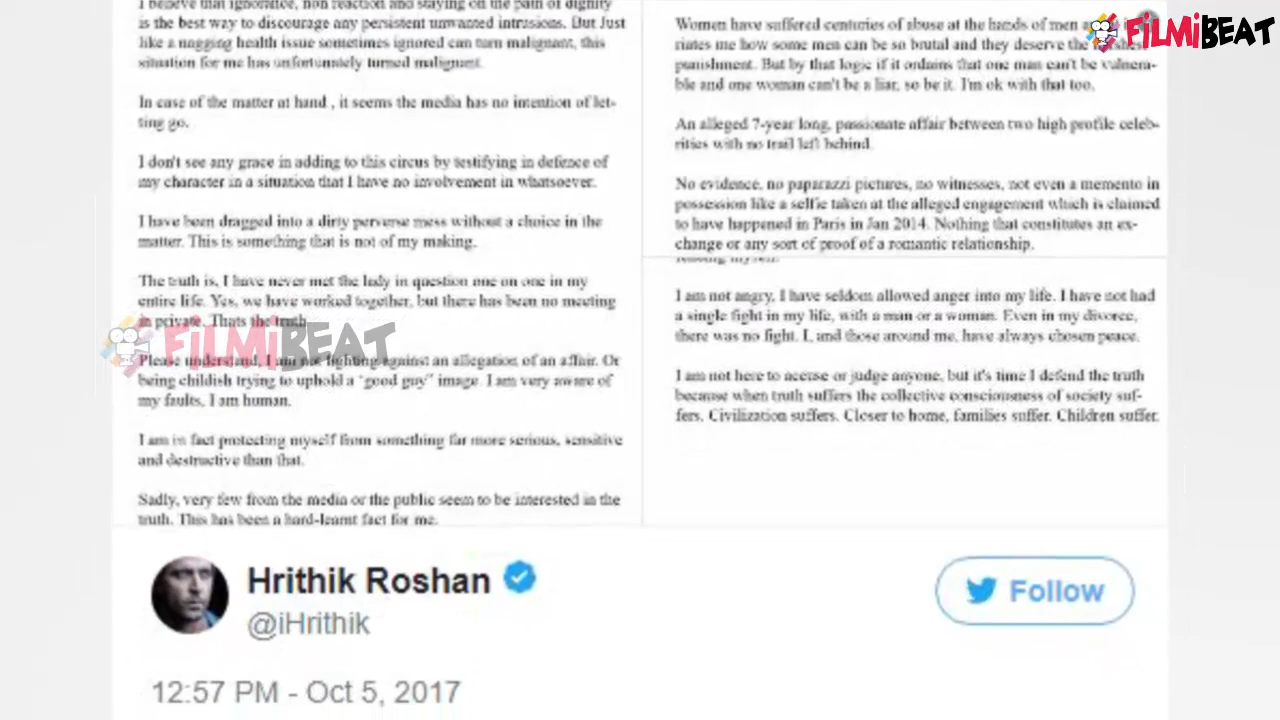 I believe that ignorance, non reaction and staying on the path of dignity
is the best way to discourage any persistent unwanted intrusions. But Just
like a nagging health issue sometimes ignored can turn malignant, this
situation for me has unfortunately turned malignant.
In case of the matter at hand , it seems the media has no intention of let-
ting go.
I don't see any grace in adding to this circus by testifying in defence of
my character in a situation that I have no involvement in whatsoever.
I have been dragged into a dirty perverse mess without a choice in the
matter. This is something that is not of my making.
The truth is, I have never met the lady in question one on one in my
entire life. Yes, we have worked together, but there has been no meeting
in private. Thats the truth.
Please understand, I am not fighting against an allegation of an affair. Or
being childish trying to uphold a "good guy" image. I am very aware of
my faults, I am human.
I am in fact protecting myself from something far more serious, sensitive
and destructive than that.
Sadly, very few from the media or the public seem to be interested in the
truth. This has been a hard-learnt fact for me.
Women have suffered centuries of abuse at the hands of men
riates me how some men can be so brutal and they deserve the
punishment. But by that logic if it ordains that one man can't be vulnera-
ble and one woman can't be a liar, so be it. I'm ok with that too.
An alleged 7-year long, passionate affair between two high profile celeb-
rities with no trail left behind.
No evidence, no paparazzi pictures, no witnesses, not even a memento in
possession like a selfie taken at the alleged engagement which is claimed
to have happened in Paris in Jan 2014. Nothing that constitutes an ex-
change or any sort of proof of a romantic relationship.
I am not angry, I have seldom allowed anger into my life. I have not had
a single fight in my life, with a man or a woman. Even in my divorce,
there was no fight. I, and those around me, have always chosen peace.
I am not here to accuse or judge anyone, but it's time I defend the truth
because when truth suffers the collective consciousness of society suf-
fers. Civilization suffers. Closer to home, families suffer. Children suffer.
FILMiBEAT
FILMiBEAT
Hrithik Roshan
@iHrithik
Follow
12:57 PM - Oct 5, 2017